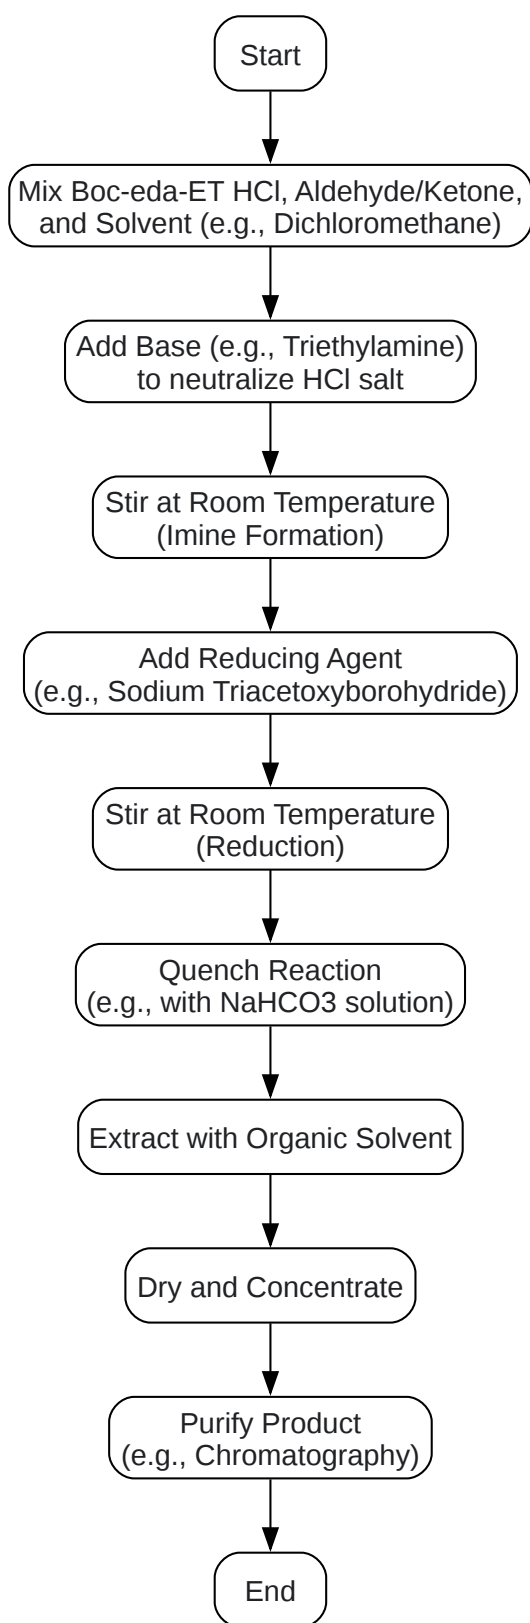 Start
Mix Boc-eda-ET HCl, Aldehyde/Ketone,
and Solvent (e.g., Dichloromethane)
Add Base (e.g., Triethylamine)
to neutralize HCl salt
Stir at Room Temperature
(Imine Formation)
Add Reducing Agent
(e.g., Sodium Triacetoxyborohydride)
Stir at Room Temperature
(Reduction)
Quench Reaction
(e.g., with NaHCO3 solution)
Extract with Organic Solvent
Dry and Concentrate
Purify Product
(e.g., Chromatography)
End